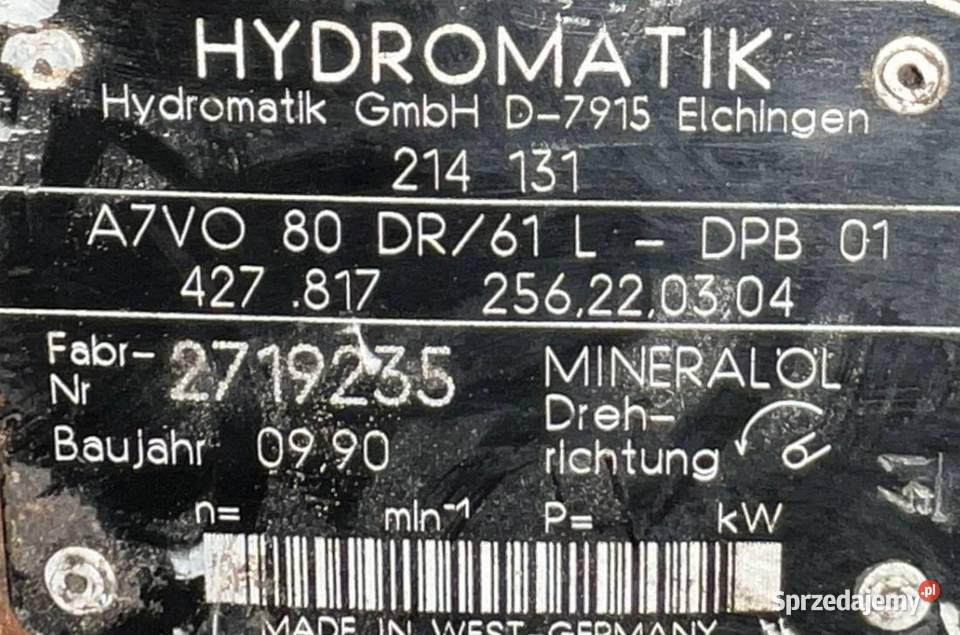 HYDROMATIK
Hydromatik GmbH D-7915 Elchingen
214 131
A7VO 80 DR/61 L - DPB 01
427.817 256.22.03.04
Fabr-
Nr 2719235
MINERALÖL
Dreh-
richtung
Baujahr 09.90
n= min-1 P= kW
MADE IN WEST-GERMANY
Sprzedajemy.pl